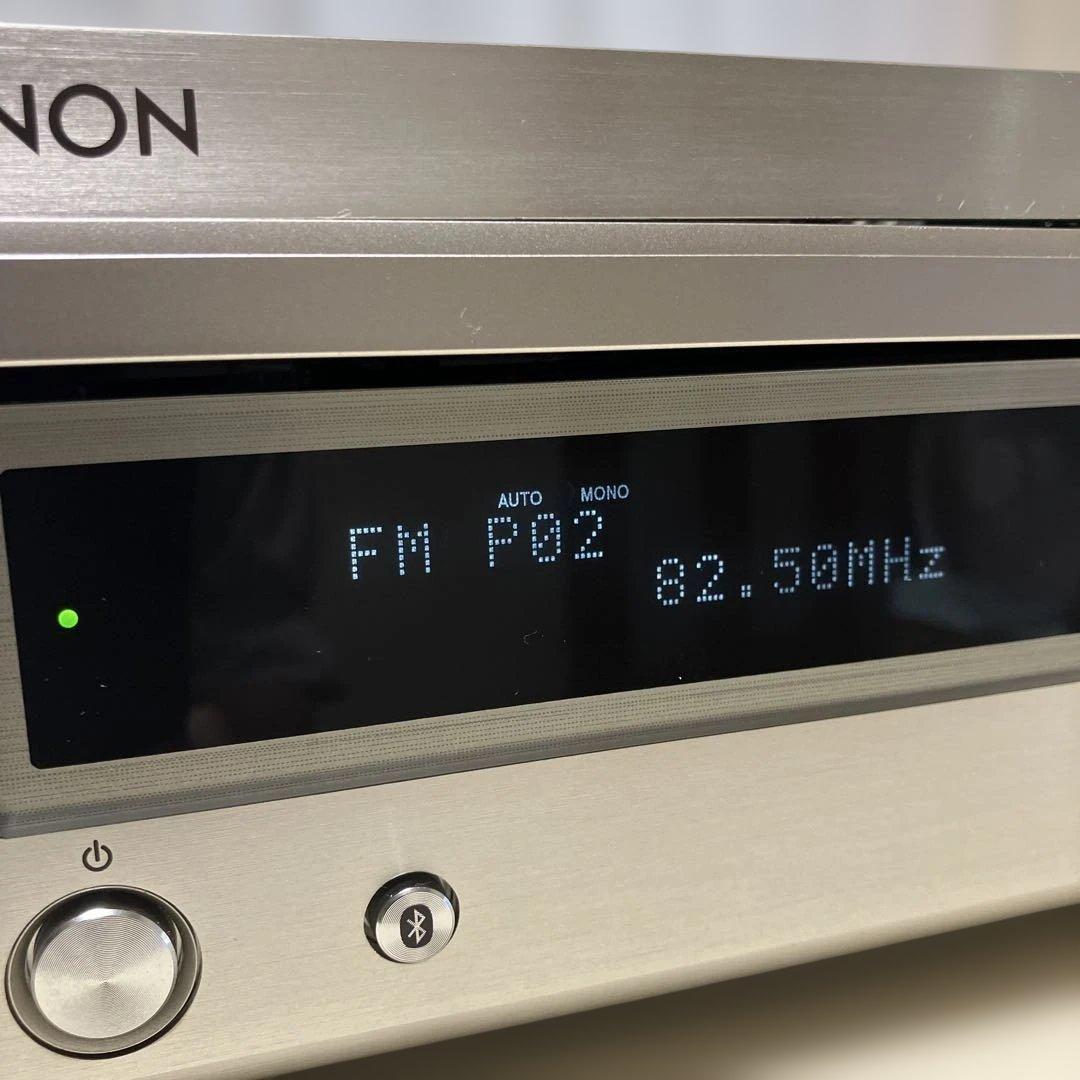 NON
AUTO MONO
FM P02
82.50MHz